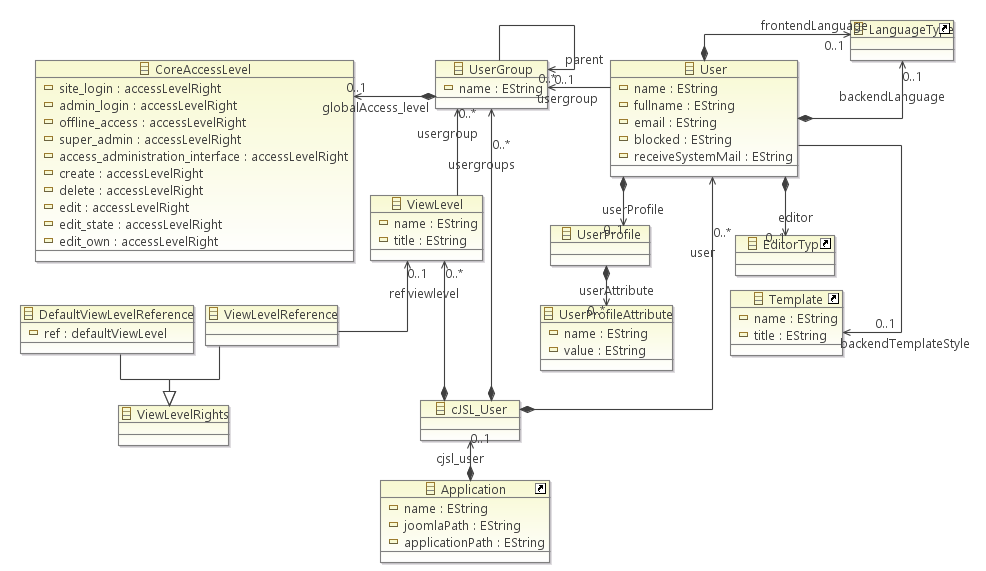 frontendLanguage
0..1
LanguageType
0..1
backendLanguage
CoreAccessLevel
site_login : accessLevelRight
admin_login : accessLevelRight
offline_access : accessLevelRight
super_admin : accessLevelRight
access_administration_interface : accessLevelRight
create : accessLevelRight
delete : accessLevelRight
edit : accessLevelRight
edit_state : accessLevelRight
edit_own : accessLevelRight
0..1
globalAccess_level
UserGroup
name : EString
parent
0..1
0..*
usergroup
User
name : EString
fullname : EString
email : EString
blocked : EString
receiveSystemMail : EString
0..*
usergroup
0..*
usergroups
ViewLevel
name : EString
title : EString
userProfile
0..1
UserProfile
0..*
user
editor
0..1
EditorType
0..1
ref
0..*
viewlevel
userAttribute
0..*
UserProfileAttribute
name : EString
value : EString
Template
name : EString
title : EString
0..1
backendTemplateStyle
DefaultViewLevelReference
ref : defaultViewLevel
ViewLevelReference
ViewLevelRights
cJSL_User
0..1
cjsl_user
Application
name : EString
joomlaPath : EString
applicationPath : EString